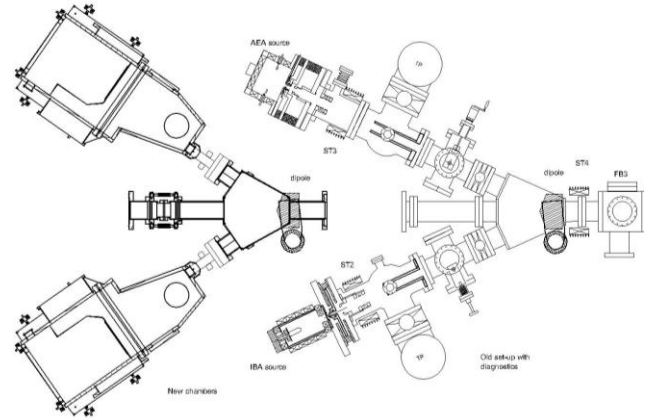 AEA source
TP
ST3
dipole
dipole
ST4
FB3
ST2
IBA source
TP
New chambers
Old set-up with
diagnostics